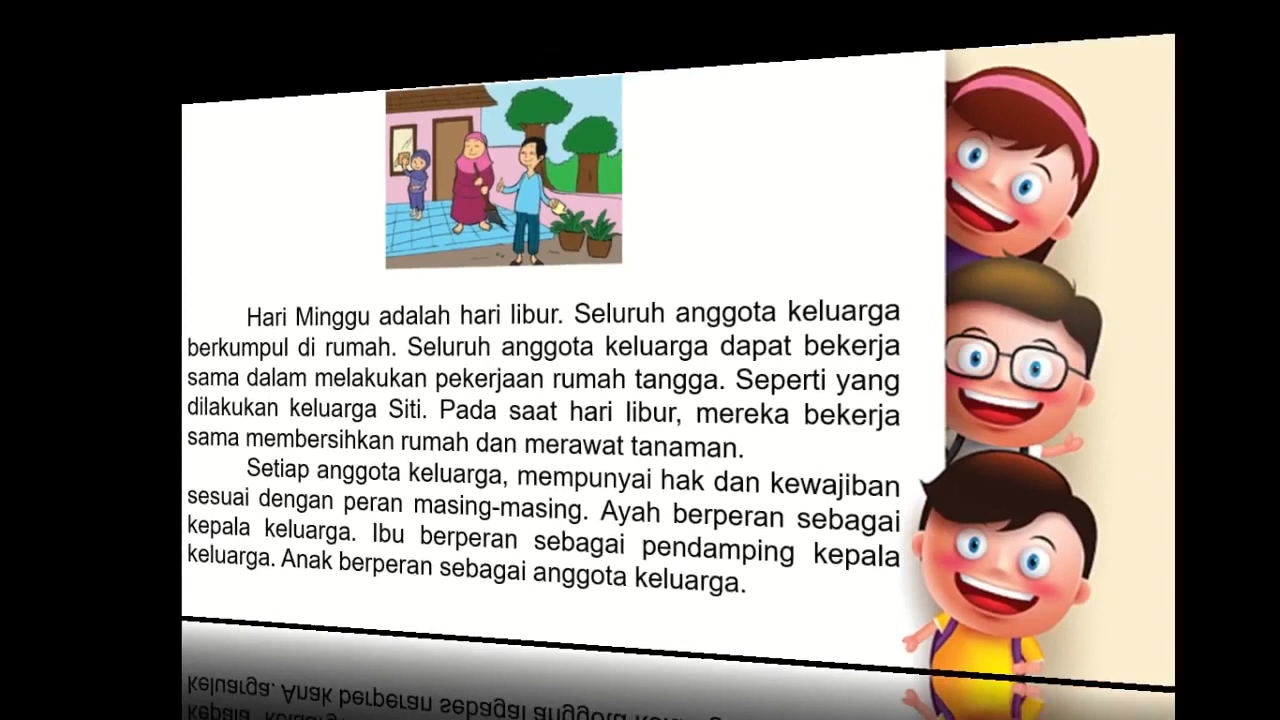 Hari Minggu adalah hari libur. Seluruh anggota keluarga
berkumpul di rumah. Seluruh anggota keluarga dapat bekerja
sama dalam melakukan pekerjaan rumah tangga. Seperti yang
dilakukan keluarga Siti. Pada saat hari libur, mereka bekerja
sama membersihkan rumah dan merawat tanaman.
Setiap anggota keluarga, mempunyai hak dan kewajiban
sesuai dengan peran masing-masing. Ayah berperan sebagai
kepala keluarga. Ibu berperan sebagai pendamping kepala
keluarga. Anak berperan sebagai anggota keluarga.